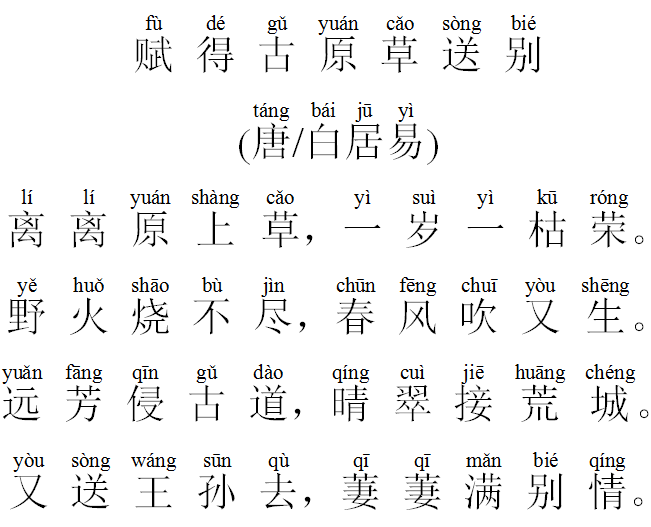 fù dé gǔ yuán cǎo sòng bié
赋得古原草送别
táng bái jū yì
(唐/白居易)
lí lí yuán shàng cǎo yì suì yì kū róng
离离原上草，一岁一枯荣。
yě huǒ shāo bù jìn chūn fēng chuī yòu shēng
野火烧不尽，春风吹又生。
yuǎn fāng qīn gǔ dào qíng cuì jiē huāng chéng
远芳侵古道，晴翠接荒城。
yòu sòng wáng sūn qù qī qī mǎn bié qíng
又送王孙去，萋萋满别情。